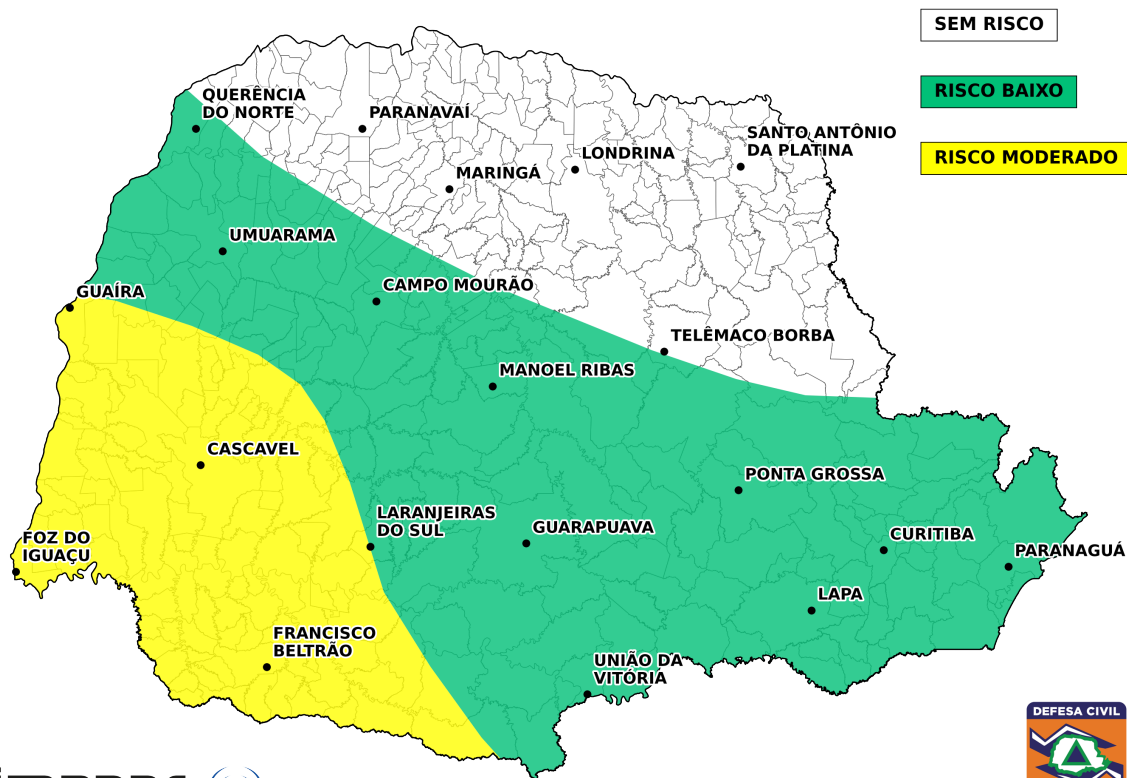 SEM RISCO
RISCO BAIXO
RISCO MODERADO
QUERÊNCIA
DO NORTE
PARANAVAÍ
SANTO ANTÔNIO
DA PLATINA
LONDRINA
MARINGÁ
UMUARAMA
CAMPO MOURÃO
GUAÍRA
TELÊMACO BORBA
MANOEL RIBAS
CASCAVEL
PONTA GROSSA
LARANJEIRAS
DO SUL
GUARAPUAVA
CURITIBA
FOZ DO
IGUAÇU
PARANAGUÁ
LAPA
FRANCISCO
BELTRÃO
UNIÃO DA
VITÓRIA
DEFESA CIVIL